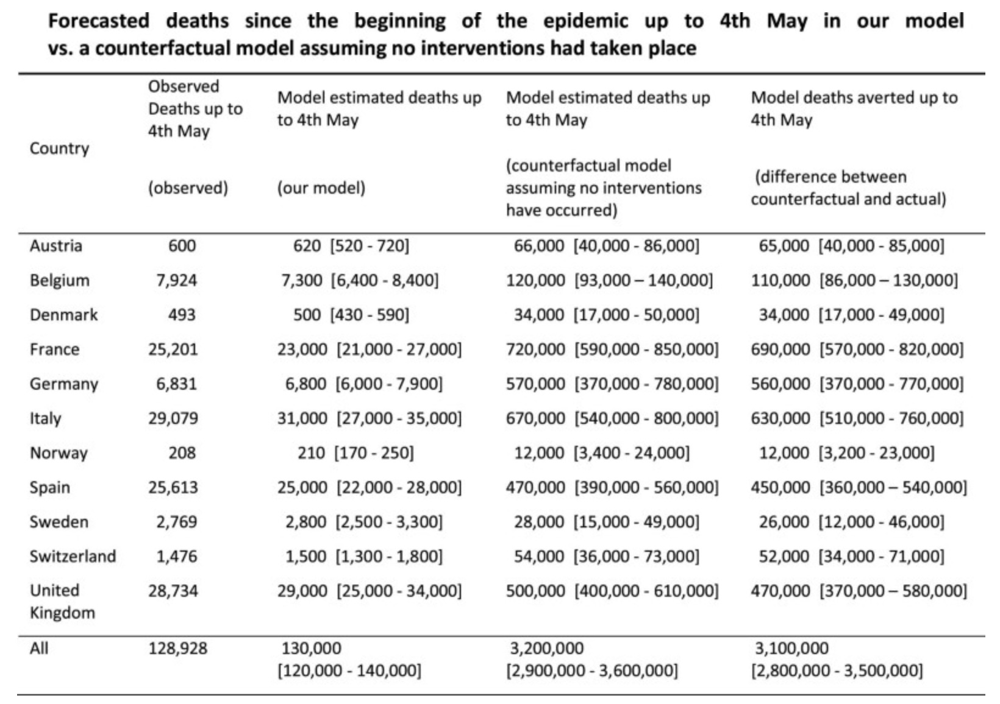 Forecasted deaths since the beginning of the epidemic up to 4th May in our model
vs. a counterfactual model assuming no interventions had taken place
Country
Observed
Deaths up to
4th May
(observed)
Model estimated deaths up
to 4th May
(our model)
Model estimated deaths up
to 4th May
(counterfactual model
assuming no interventions
have occurred)
Model deaths averted up to
4th May
(difference between
counterfactual and actual)
Austria 600 620 [520 - 720] 66,000 [40,000 - 86,000] 65,000 [40,000 - 85,000]
Belgium 7,924 7,300 [6,400 - 8,400] 120,000 [93,000 – 140,000] 110,000 [86,000 – 130,000]
Denmark 493 500 [430 - 590] 34,000 [17,000 - 50,000] 34,000 [17,000 - 49,000]
France 25,201 23,000 [21,000 - 27,000] 720,000 [590,000 - 850,000] 690,000 [570,000 - 820,000]
Germany 6,831 6,800 [6,000 - 7,900] 570,000 [370,000 - 780,000] 560,000 [370,000 - 770,000]
Italy 29,079 31,000 [27,000 - 35,000] 670,000 [540,000 - 800,000] 630,000 [510,000 - 760,000]
Norway 208 210 [170 - 250] 12,000 [3,400 - 24,000] 12,000 [3,200 - 23,000]
Spain 25,613 25,000 [22,000 - 28,000] 470,000 [390,000 - 560,000] 450,000 [360,000 – 540,000]
Sweden 2,769 2,800 [2,500 - 3,300] 28,000 [15,000 - 49,000] 26,000 [12,000 - 46,000]
Switzerland 1,476 1,500 [1,300 - 1,800] 54,000 [36,000 - 73,000] 52,000 [34,000 - 71,000]
United 28,734 29,000 [25,000 - 34,000] 500,000 [400,000 - 610,000] 470,000 [370,000 – 580,000]
Kingdom
All 128,928 130,000 3,200,000 3,100,000
[120,000 - 140,000] [2,900,000 - 3,600,000] [2,800,000 - 3,500,000]